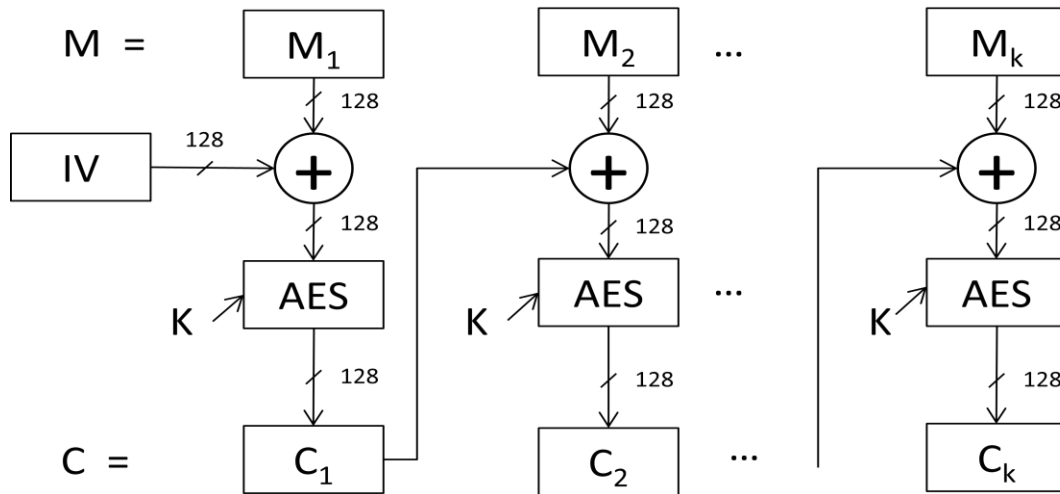 M = M₁ M₂ ... Mₖ
128 128 128
IV 128 + + +
128 128 128
K AES K AES ... K AES
128 128 128
C = C₁ C₂ ... Cₖ